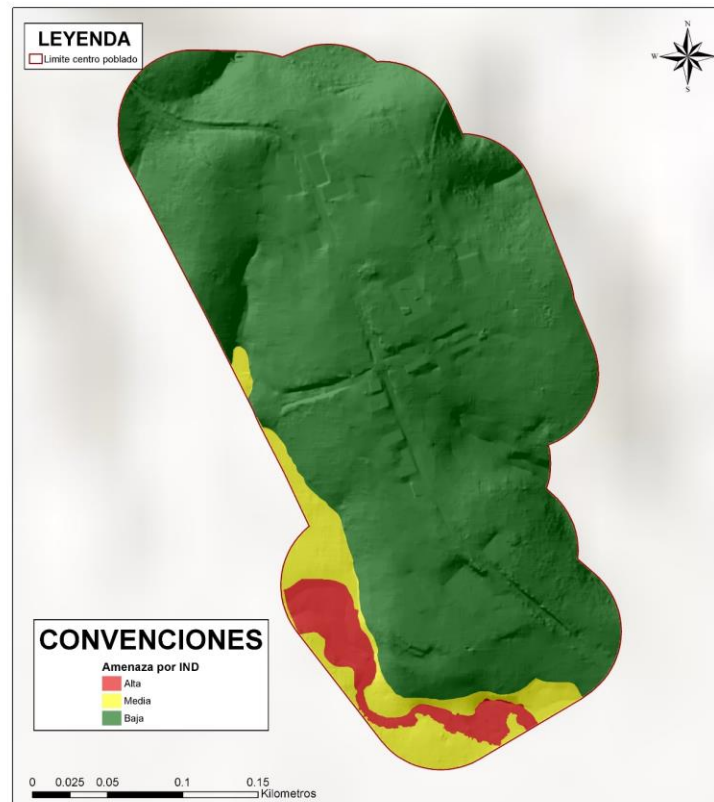 LEYENDA
Limite centro poblado
N
W
E
S
CONVENCIONES
Amenaza por IND
Alta
Media
Baja
0 0.025 0.05 0.1 0.15
Kilometros